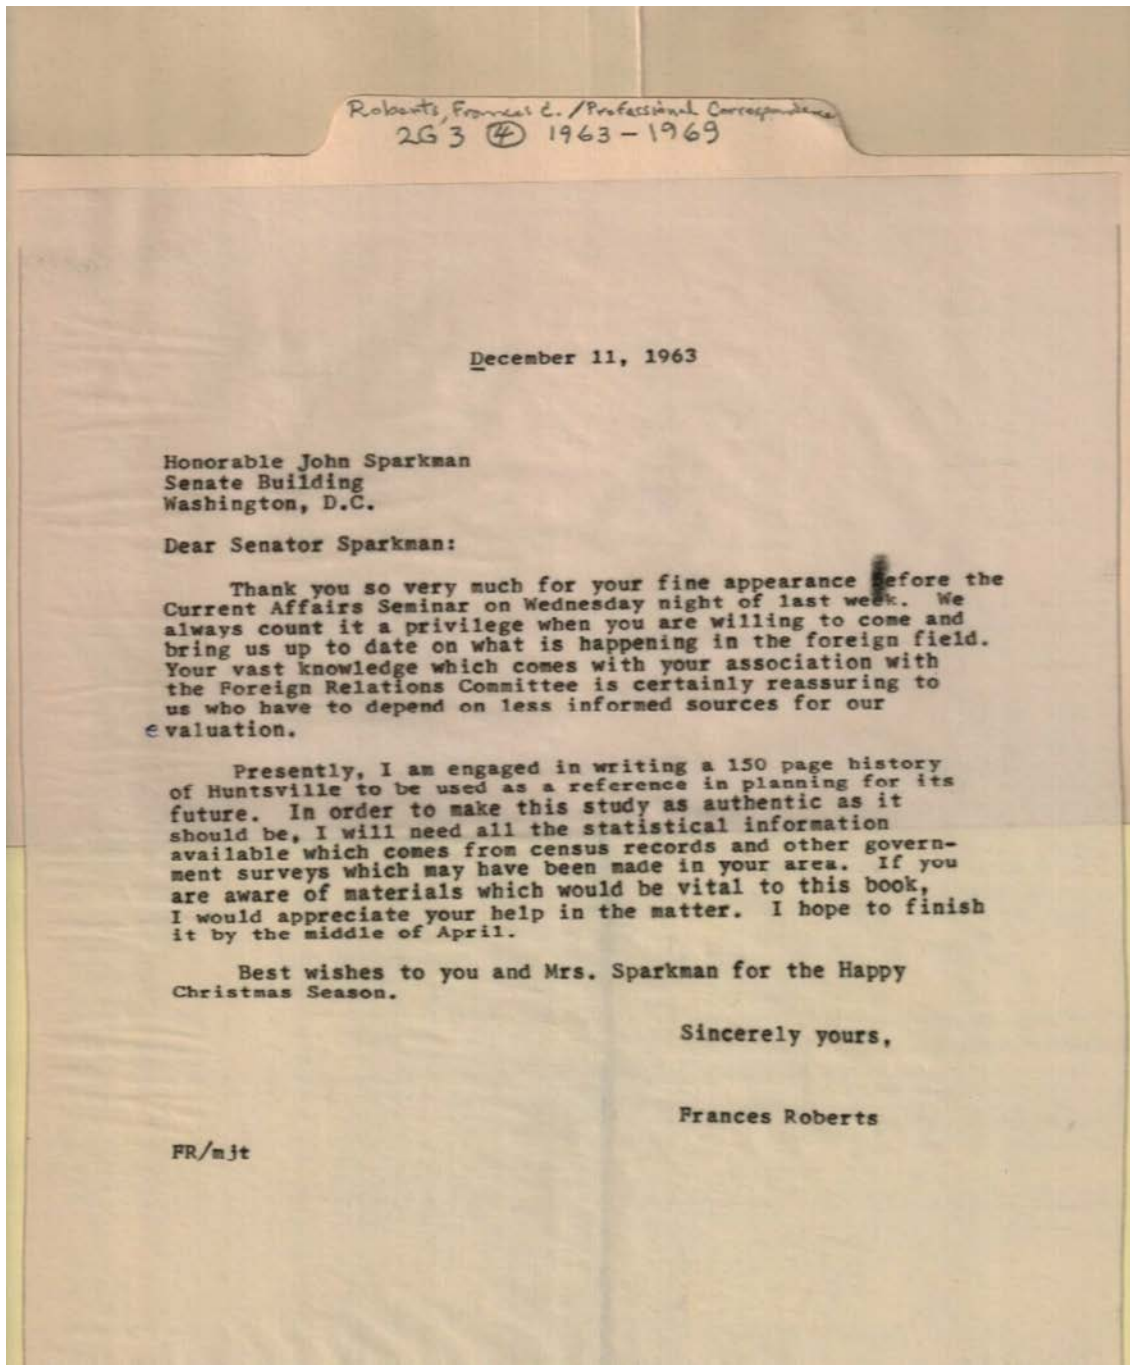 Roberts, Frances C. / Professional Correspondence
2G3 ④ 1963-1969
December 11, 1963
Honorable John Sparkman
Senate Building
Washington, D.C.
Dear Senator Sparkman:
Thank you so very much for your fine appearance before the
Current Affairs Seminar on Wednesday night of last week. We
always count it a privilege when you are willing to come and
bring us up to date on what is happening in the foreign field.
Your vast knowledge which comes with your association with
the Foreign Relations Committee is certainly reassuring to
us who have to depend on less informed sources for our
evaluation.
Presently, I am engaged in writing a 150 page history
of Huntsville to be used as a reference in planning for its
future. In order to make this study as authentic as it
should be, I will need all the statistical information
available which comes from census records and other govern-
ment surveys which may have been made in your area. If you
are aware of materials which would be vital to this book,
I would appreciate your help in the matter. I hope to finish
it by the middle of April.
Best wishes to you and Mrs. Sparkman for the Happy
Christmas Season.
Sincerely yours,
Frances Roberts
FR/mjt